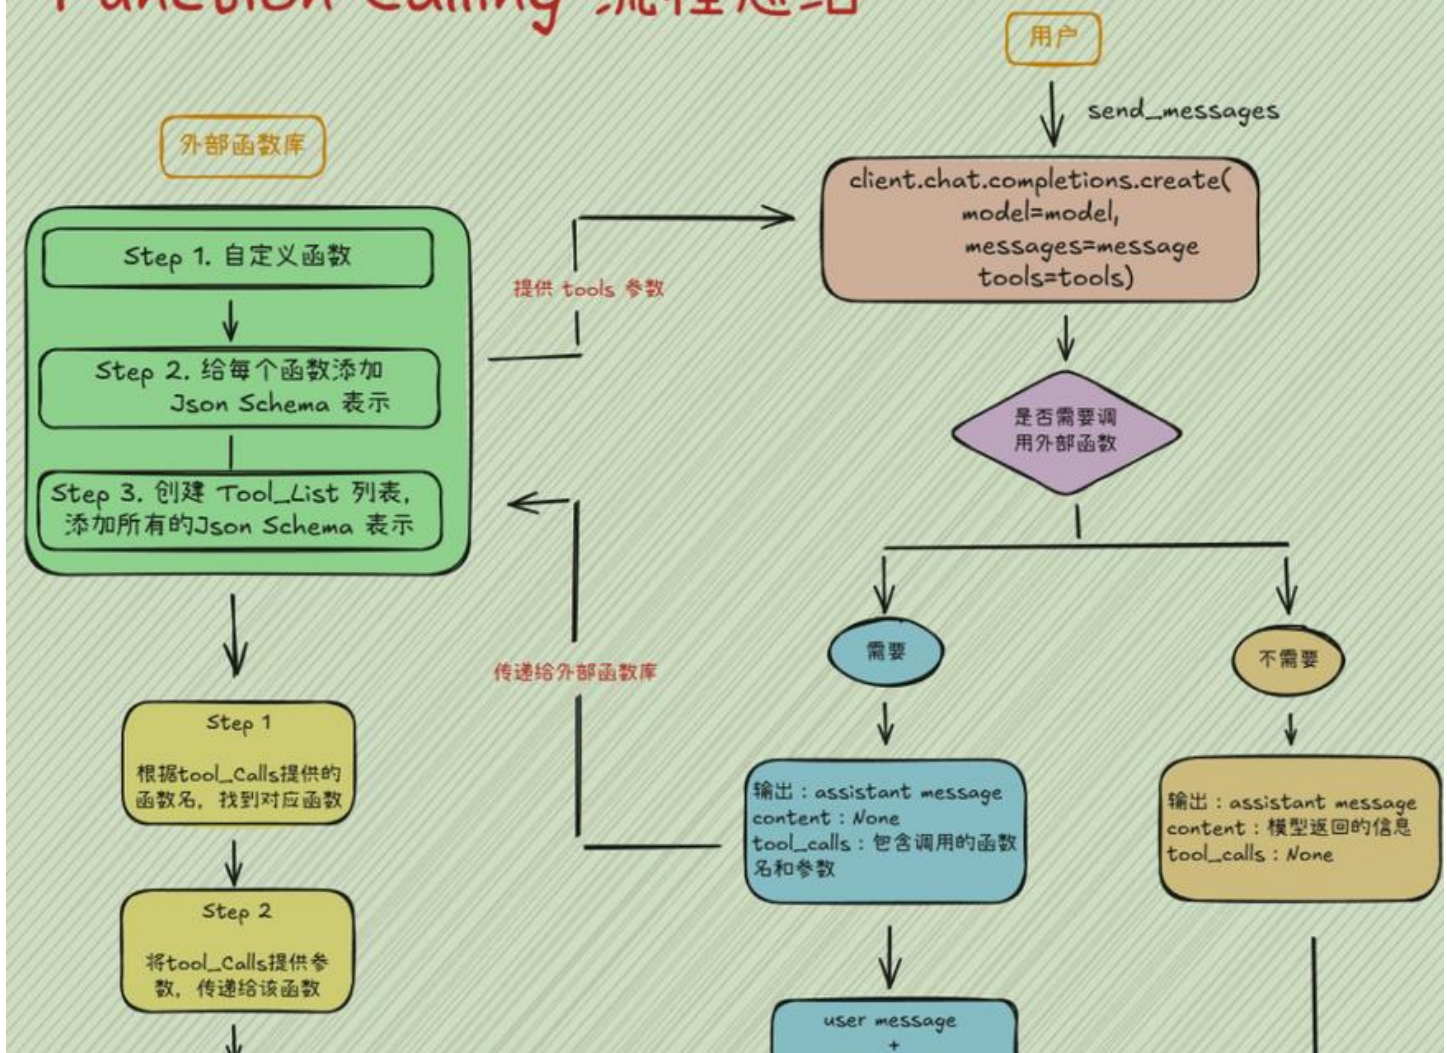 Function Calling 流程总结
用户
send_messages
外部函数库
client.chat.completions.create(
model=model,
messages=message
tools=tools)
Step 1. 自定义函数
提供 tools 参数
Step 2. 给每个函数添加
Json Schema 表示
是否需要调
用外部函数
Step 3. 创建 Tool_List 列表,
添加所有的Json Schema 表示
需要
不需要
传递给外部函数库
Step 1
根据tool_Calls提供的
函数名, 找到对应函数
输出:assistant message
content:None
tool_calls:包含调用的函数
名和参数
输出:assistant message
content:模型返回的信息
tool_calls:None
Step 2
将tool_Calls提供参
数, 传递给该函数
user message
+